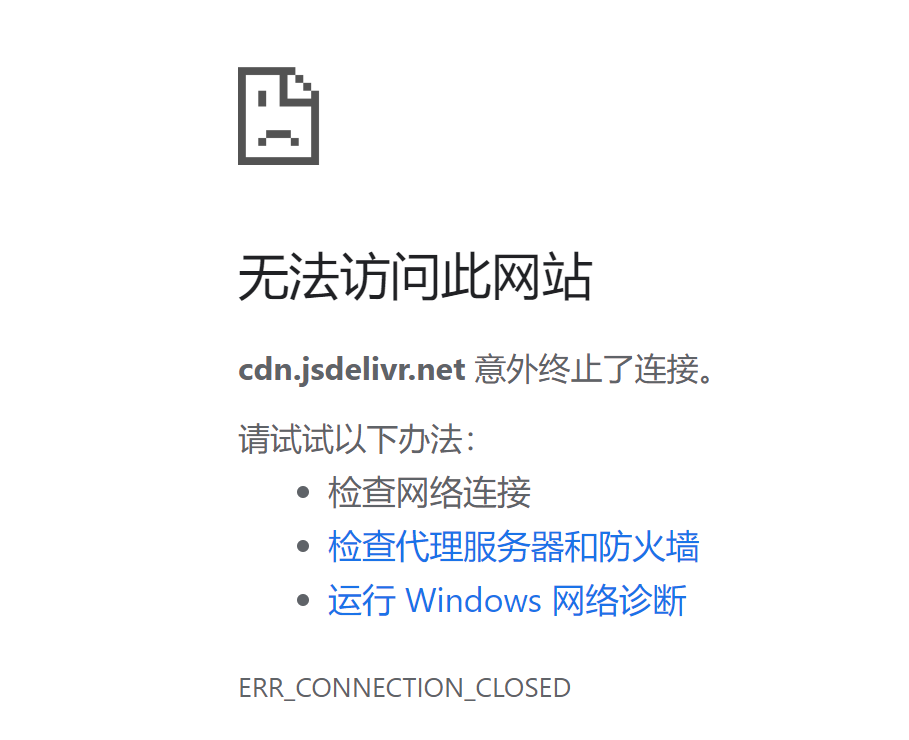 无法访问此网站
cdn.jsdelivr.net 意外终止了连接。
请试试以下办法：
检查网络连接
检查代理服务器和防火墙
运行 Windows 网络诊断
ERR_CONNECTION_CLOSED